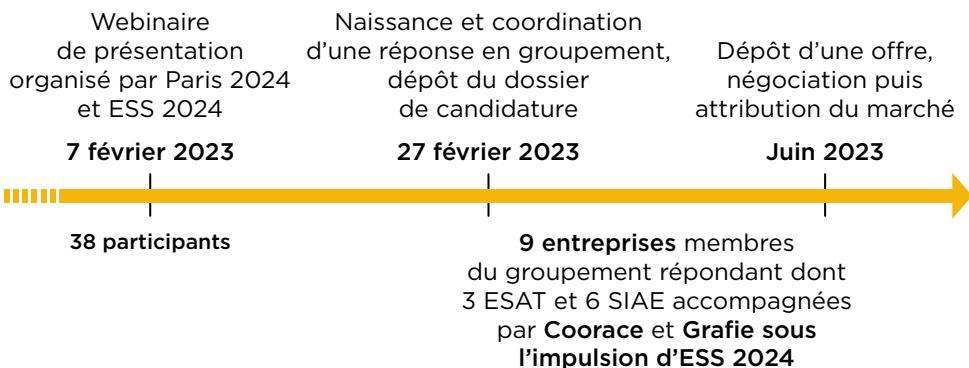 Webinaire
de présentation
organisé par Paris 2024
et ESS 2024
7 février 2023
38 participants
Naissance et coordination
d’une réponse en groupement,
dépôt du dossier
de candidature
27 février 2023
9 entreprises membres
du groupement répondant dont
3 ESAT et 6 SIAE accompagnées
par Coorace et Grafie sous
l’impulsion d’ESS 2024
Dépôt d’une offre,
négociation puis
attribution du marché
Juin 2023